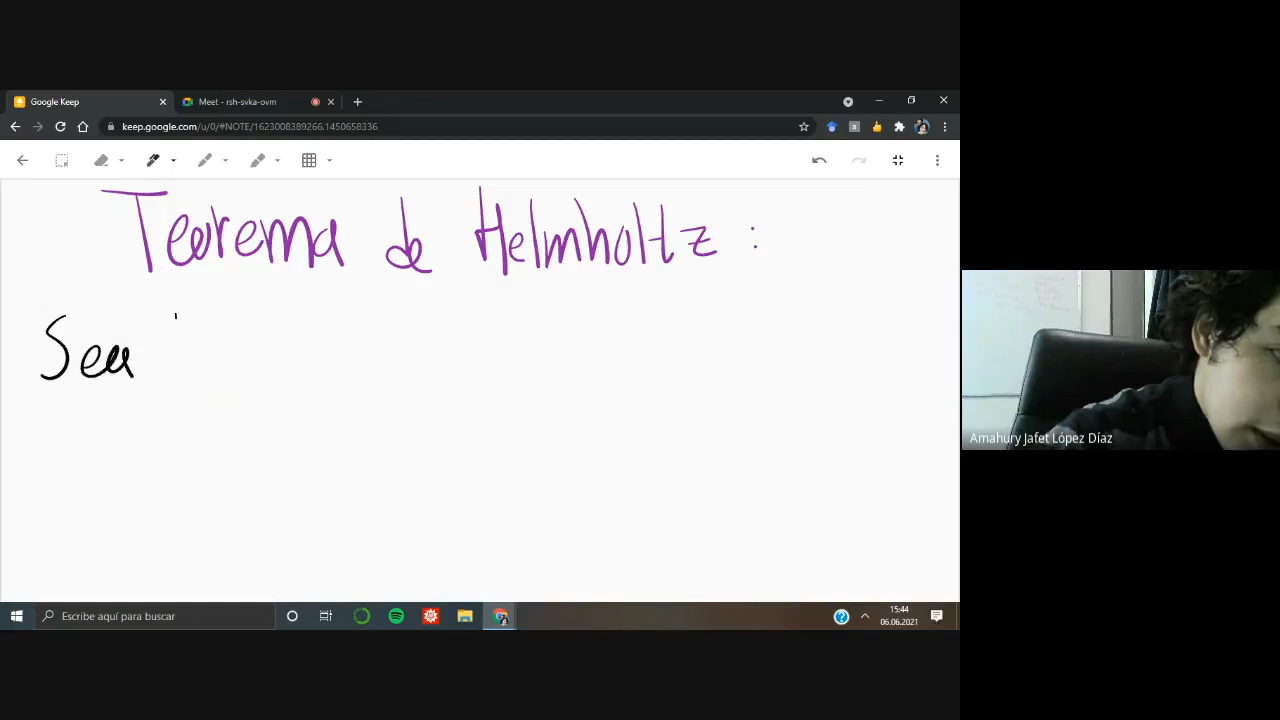 Google Keep
Meet - rsh-svka-ovm
keep.google.com/u/0/#NOTE/1623008389266.1450658336
Teorema de Helmholtz :
Sea
Amahury Jafet López Díaz
Escribe aquí para buscar
15:44
06.06.2021